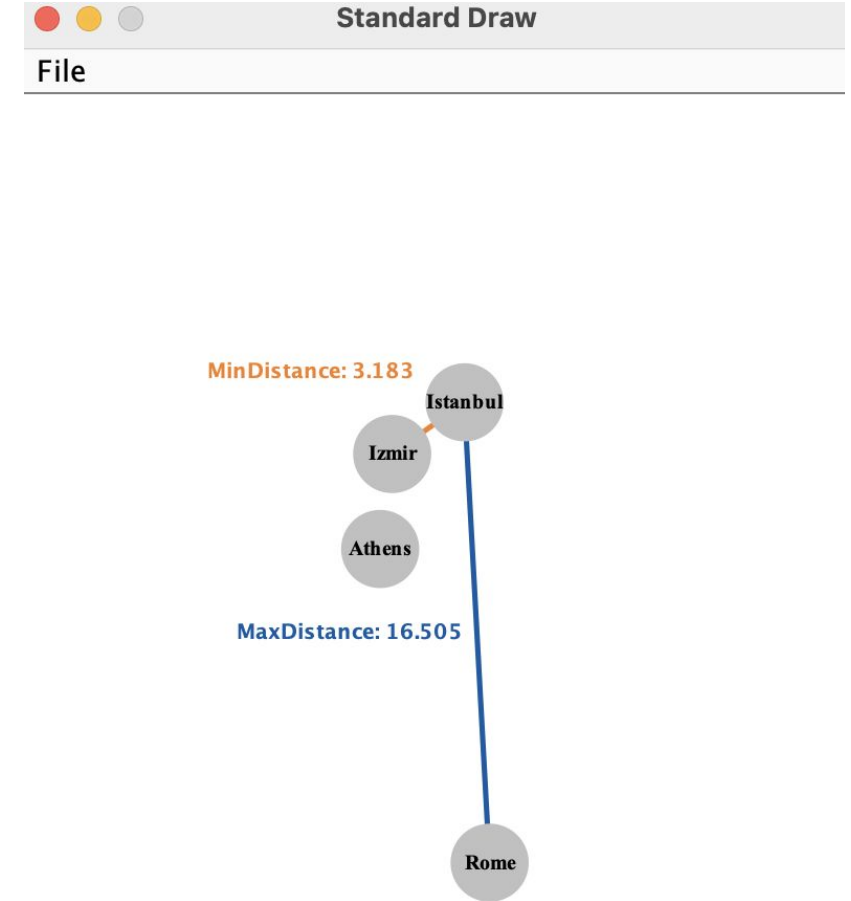 Standard Draw
File
MinDistance: 3.183
Istanbul
Izmir
Athens
MaxDistance: 16.505
Rome